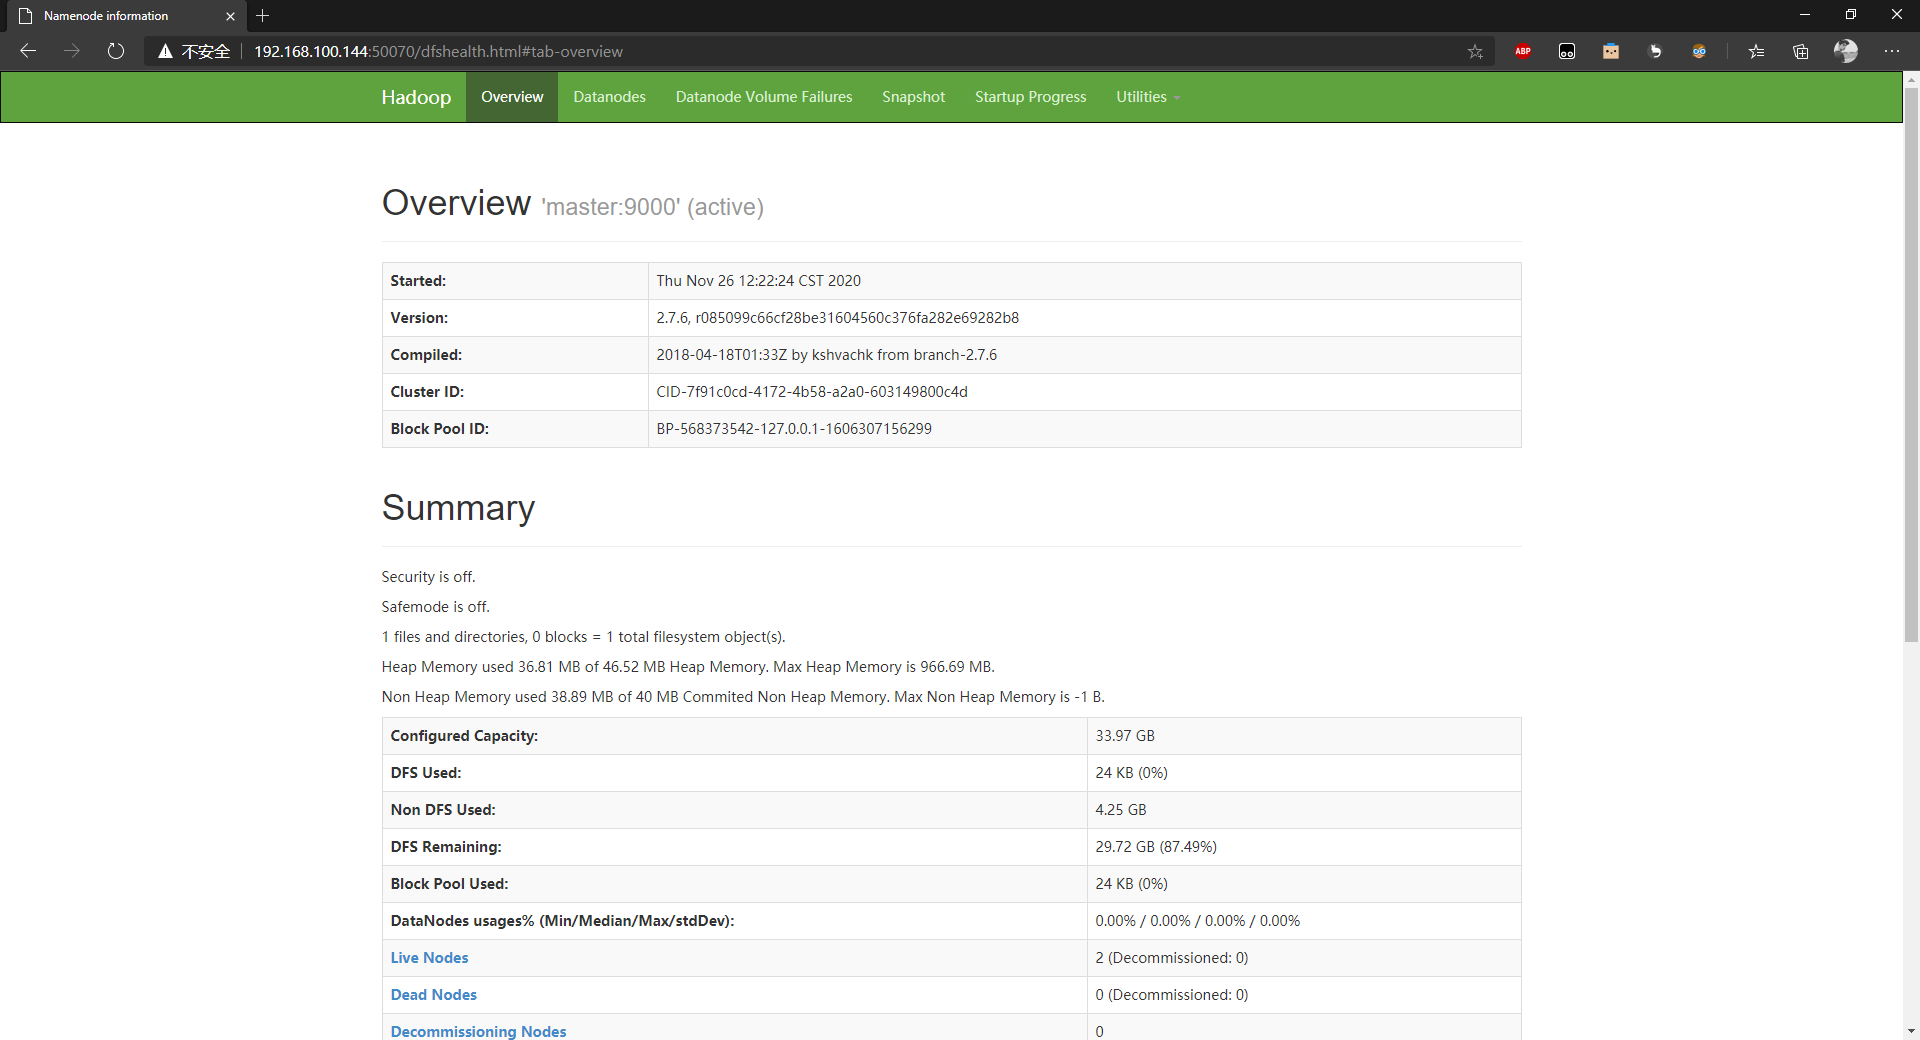 Namenode information
不安全 192.168.100.144:50070/dfshealth.html#tab-overview
ABP
Hadoop Overview Datanodes Datanode Volume Failures Snapshot Startup Progress Utilities
Overview 'master:9000' (active)
Started: Thu Nov 26 12:22:24 CST 2020
Version: 2.7.6, r085099c66cf28be31604560c376fa282e69282b8
Compiled: 2018-04-18T01:33Z by kshvachk from branch-2.7.6
Cluster ID: CID-7f91c0cd-4172-4b58-a2a0-603149800c4d
Block Pool ID: BP-568373542-127.0.0.1-1606307156299
Summary
Security is off.
Safemode is off.
1 files and directories, 0 blocks = 1 total filesystem object(s).
Heap Memory used 36.81 MB of 46.52 MB Heap Memory. Max Heap Memory is 966.69 MB.
Non Heap Memory used 38.89 MB of 40 MB Commited Non Heap Memory. Max Non Heap Memory is -1 B.
Configured Capacity: 33.97 GB
DFS Used: 24 KB (0%)
Non DFS Used: 4.25 GB
DFS Remaining: 29.72 GB (87.49%)
Block Pool Used: 24 KB (0%)
DataNodes usages% (Min/Median/Max/stdDev): 0.00% / 0.00% / 0.00% / 0.00%
Live Nodes 2 (Decommissioned: 0)
Dead Nodes 0 (Decommissioned: 0)
Decommissioning Nodes 0